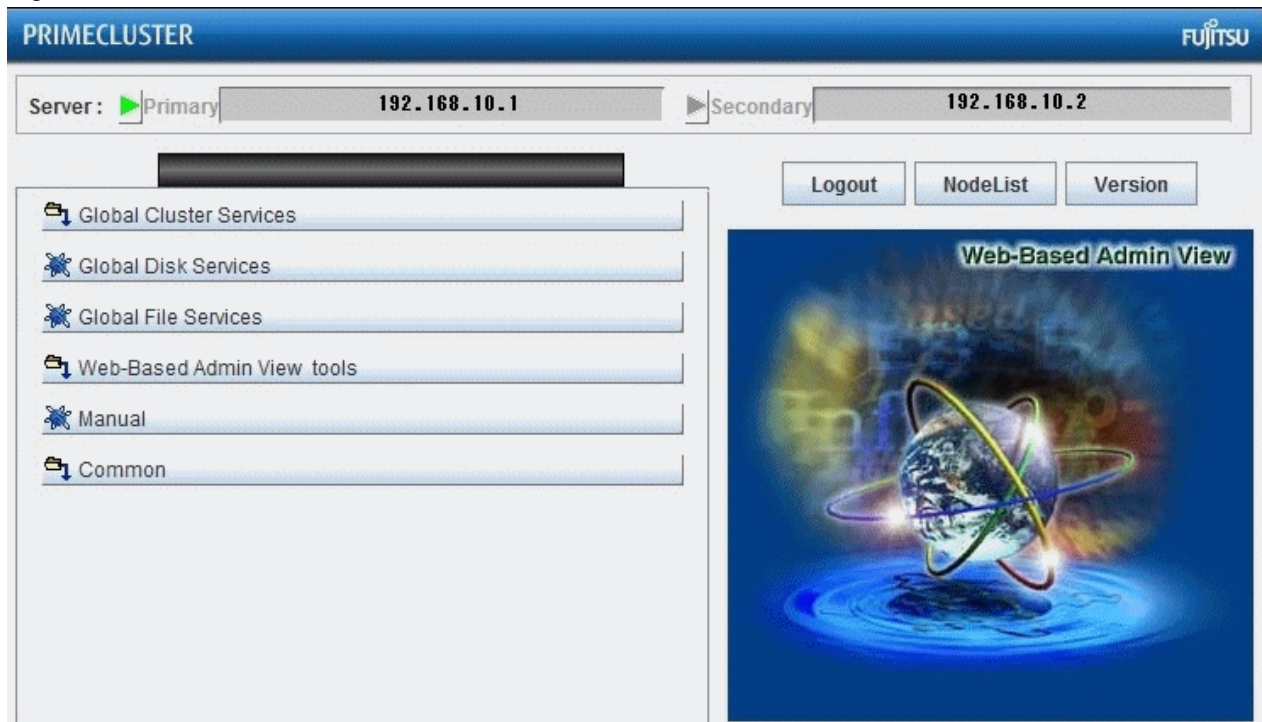 PRIMECLUSTER
FUJITSU
Server :
Primary
192.168.10.1
Secondary
192.168.10.2
Logout
NodeList
Version
Global Cluster Services
Global Disk Services
Global File Services
Web-Based Admin View tools
Manual
Common
Web-Based Admin View